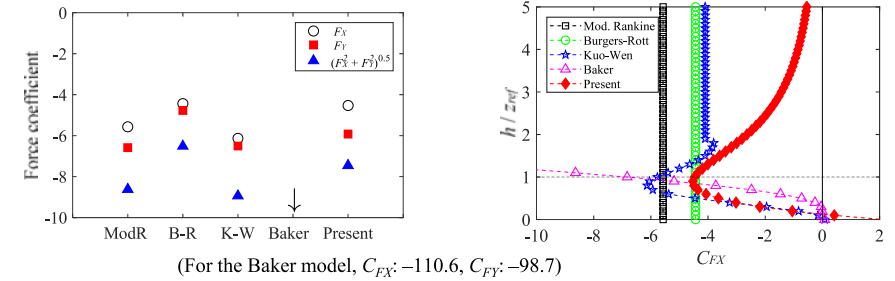 0
-2
-4
-6
-8
-10
Force coefficient
F_X
F_Y
(F_X^2 + F_Y^2)^0.5
ModR B-R K-W Baker Present
5
4
3
2
1
0
h / z_ref
Mod. Rankine
Burgers-Rott
Kuo-Wen
Baker
Present
-10 -8 -6 -4 -2 0 2
C_FX
(For the Baker model, C_FX: –110.6, C_FY: –98.7)